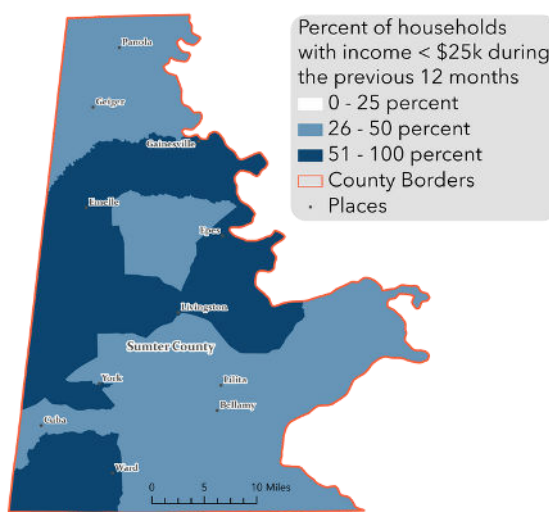 Percent of households
with income < $25k during
the previous 12 months
0 - 25 percent
26 - 50 percent
51 - 100 percent
County Borders
Places
Panola
Geiger
Gainesville
Emelle
Epes
Livingston
Sumter County
York
Lilita
Bellamy
Cuba
Ward
0 5 10 Miles